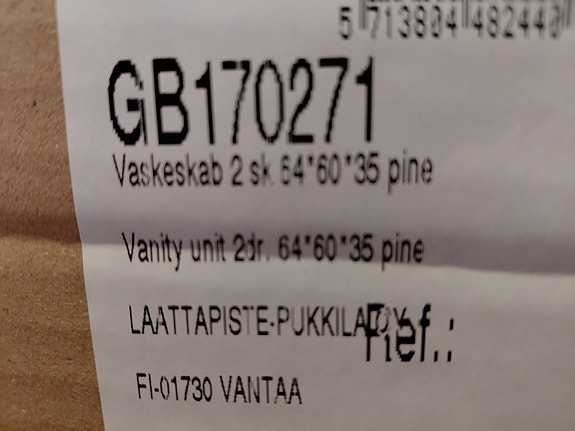 5 713804 482440
GB170271
Vaskeskab 2 sk 64*60*35 pine
Vanity unit 2dr. 64*60*35 pine
LAATTAPISTE-PUKKILA OY
Ref.:
FI-01730 VANTAA